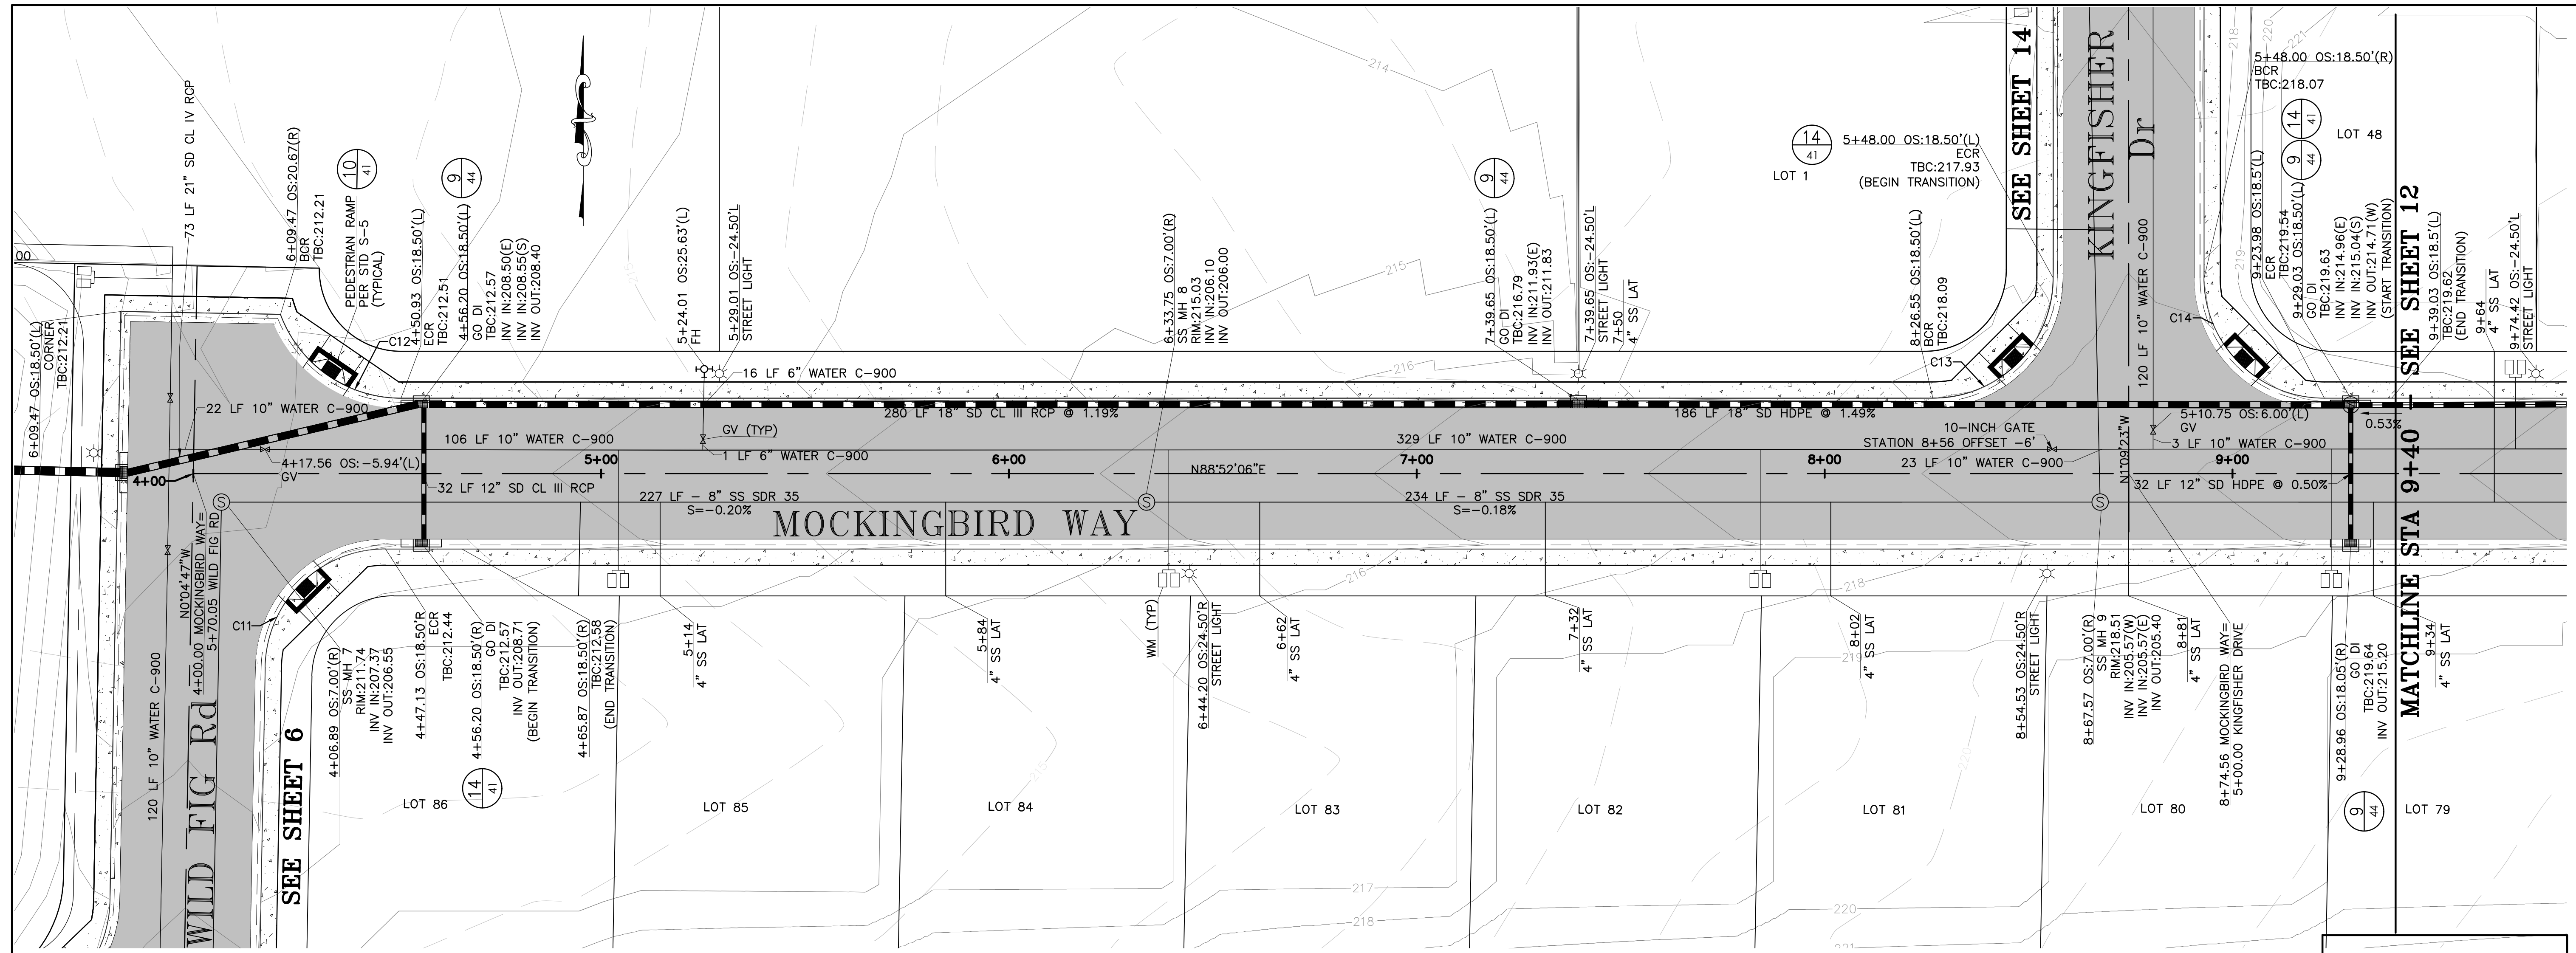 00
6+09.47 OS:18.50'(L)
CORNER
TBC:212.21
73 LF 21" SD CL IV RCP
6+09.47 OS:20.67(R)
BCR
TBC:212.21
PEDESTRIAN RAMP
PER STD S-5
(TYPICAL)
10
41
C12
4+50.93 OS:18.50'(L)
ECR
TBC:212.51
4+56.20 OS:18.50'(L)
GO DI
TBC:212.57
INV IN:208.50(E)
INV IN:208.55(S)
INV OUT:208.40
9
44
5+24.01 OS:25.63'(L)
FH
5+29.01 OS:-24.50'L
STREET LIGHT
6+33.75 OS:7.00'(R)
SS MH 8
RIM:215.03
INV IN:206.10
INV OUT:206.00
214
215
215
216
9
44
7+39.65 OS:18.50'(L)
GO DI
TBC:216.79
INV IN:211.93(E)
INV OUT:211.83
7+39.65 OS:-24.50'L
STREET LIGHT
7+50
4" SS LAT
14
41
LOT 1
5+48.00 OS:18.50'(L)
ECR
TBC:217.93
(BEGIN TRANSITION)
8+26.55 OS:18.50'(L)
BCR
TBC:218.09
C13
SEE SHEET 14
KINGFISHER
Dr
120 LF 10" WATER C-900
C14
218
219
220
221
5+48.00 OS:18.50'(R)
BCR
TBC:218.07
14
41
9
44
LOT 48
9+23.98 OS:18.5'(L)
ECR
TBC:219.54
9+29.03 OS:18.50'(L)
GO DI
TBC:219.63
INV IN:214.96(E)
INV IN:215.04(S)
INV OUT:214.71(W)
(START TRANSITION)
MATCHLINE STA 9+40 - SEE SHEET 12
9+39.03 OS:18.5'(L)
TBC:219.62
(END TRANSITION)
9+64
4" SS LAT
9+74.42 OS:-24.50'L
STREET LIGHT
16 LF 6" WATER C-900
22 LF 10" WATER C-900
280 LF 18" SD CL III RCP @ 1.19%
186 LF 18" SD HDPE @ 1.49%
5+10.75 OS:6.00'(L)
GV
0.53%
GV (TYP)
106 LF 10" WATER C-900
1 LF 6" WATER C-900
329 LF 10" WATER C-900
10-INCH GATE
STATION 8+56 OFFSET -6'
3 LF 10" WATER C-900
23 LF 10" WATER C-900
4+17.56 OS:-5.94'(L)
GV
4+00
5+00
6+00
7+00
8+00
9+00
N88°52'06"E
N1°09'23"W
32 LF 12" SD CL III RCP
32 LF 12" SD HDPE @ 0.50%
227 LF - 8" SS SDR 35
S=-0.20%
234 LF - 8" SS SDR 35
S=-0.18%
MOCKINGBIRD WAY
120 LF 10" WATER C-900
N0°04'47"W
4+00.00 MOCKINGBIRD WAY=
5+70.05 WILD FIG RD
WILD FIG Rd
C11
SEE SHEET 6
4+06.89 OS:7.00'(R)
SS MH 7
RIM:211.74
INV IN:207.37
INV OUT:206.55
4+47.13 OS:18.50'R
ECR
TBC:212.44
4+56.20 OS:18.50'(R)
GO DI
TBC:212.57
INV OUT:208.71
(BEGIN TRANSITION)
14
41
4+65.87 OS:18.50'(R)
TBC:212.58
(END TRANSITION)
5+14
4" SS LAT
5+84
4" SS LAT
WM (TYP)
6+44.20 OS:24.50'R
STREET LIGHT
6+62
4" SS LAT
7+32
4" SS LAT
8+02
4" SS LAT
8+54.53 OS:24.50'R
STREET LIGHT
8+67.57 OS:7.00'(R)
SS MH 9
RIM:218.51
INV IN:205.57(W)
INV IN:205.57(E)
INV OUT:205.40
8+81
4" SS LAT
8+74.56 MOCKINGBIRD WAY=
5+00.00 KINGFISHER DRIVE
9+28.96 OS:18.05'(R)
GO DI
TBC:219.64
INV OUT:215.20
9
44
9+34
4" SS LAT
216
218
219
220
215
LOT 86
LOT 85
LOT 84
LOT 83
LOT 82
LOT 81
LOT 80
LOT 79
217
218
220
221